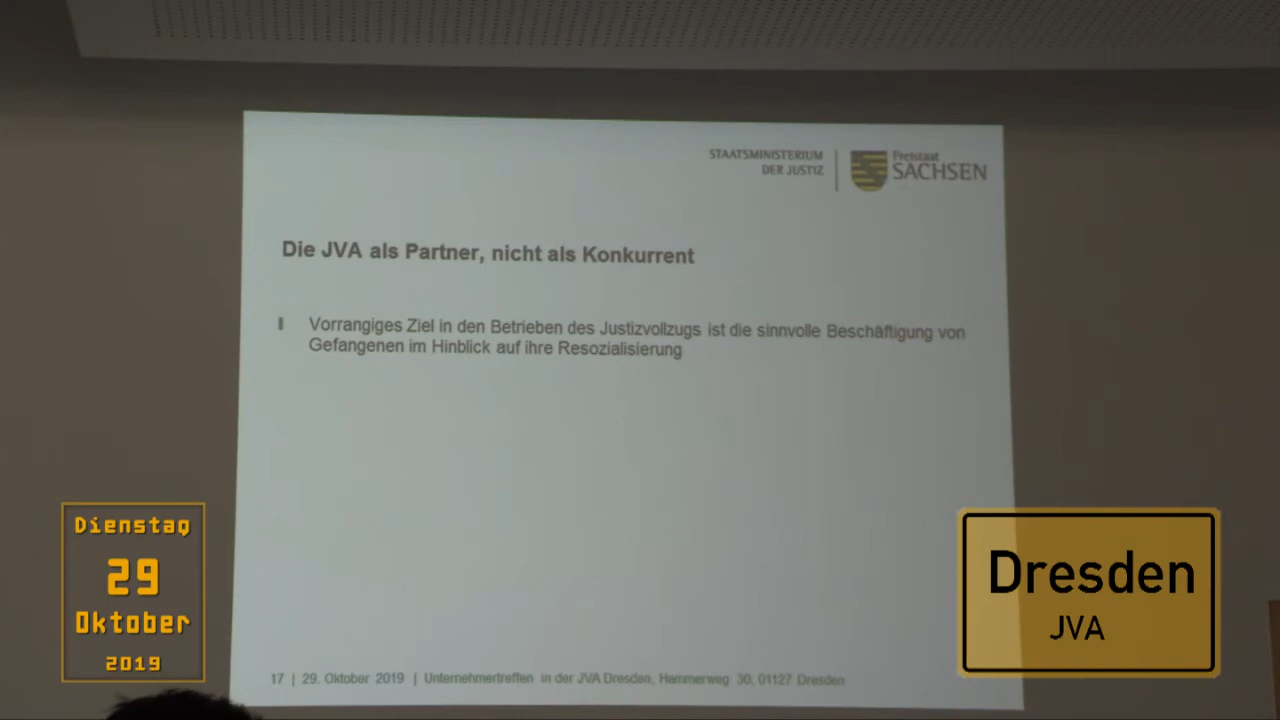 STAATSMINISTERIUM
DER JUSTIZ
Freistaat
SACHSEN
Die JVA als Partner, nicht als Konkurrent
Vorrangiges Ziel in den Betrieben des Justizvollzugs ist die sinnvolle Beschäftigung von
Gefangenen im Hinblick auf ihre Resozialisierung
Dienstag
29
Oktober
2019
Dresden
JVA
17 | 29. Oktober 2019 | Unternehmertreffen in der JVA Dresden, Hammerweg 30, 01127 Dresden